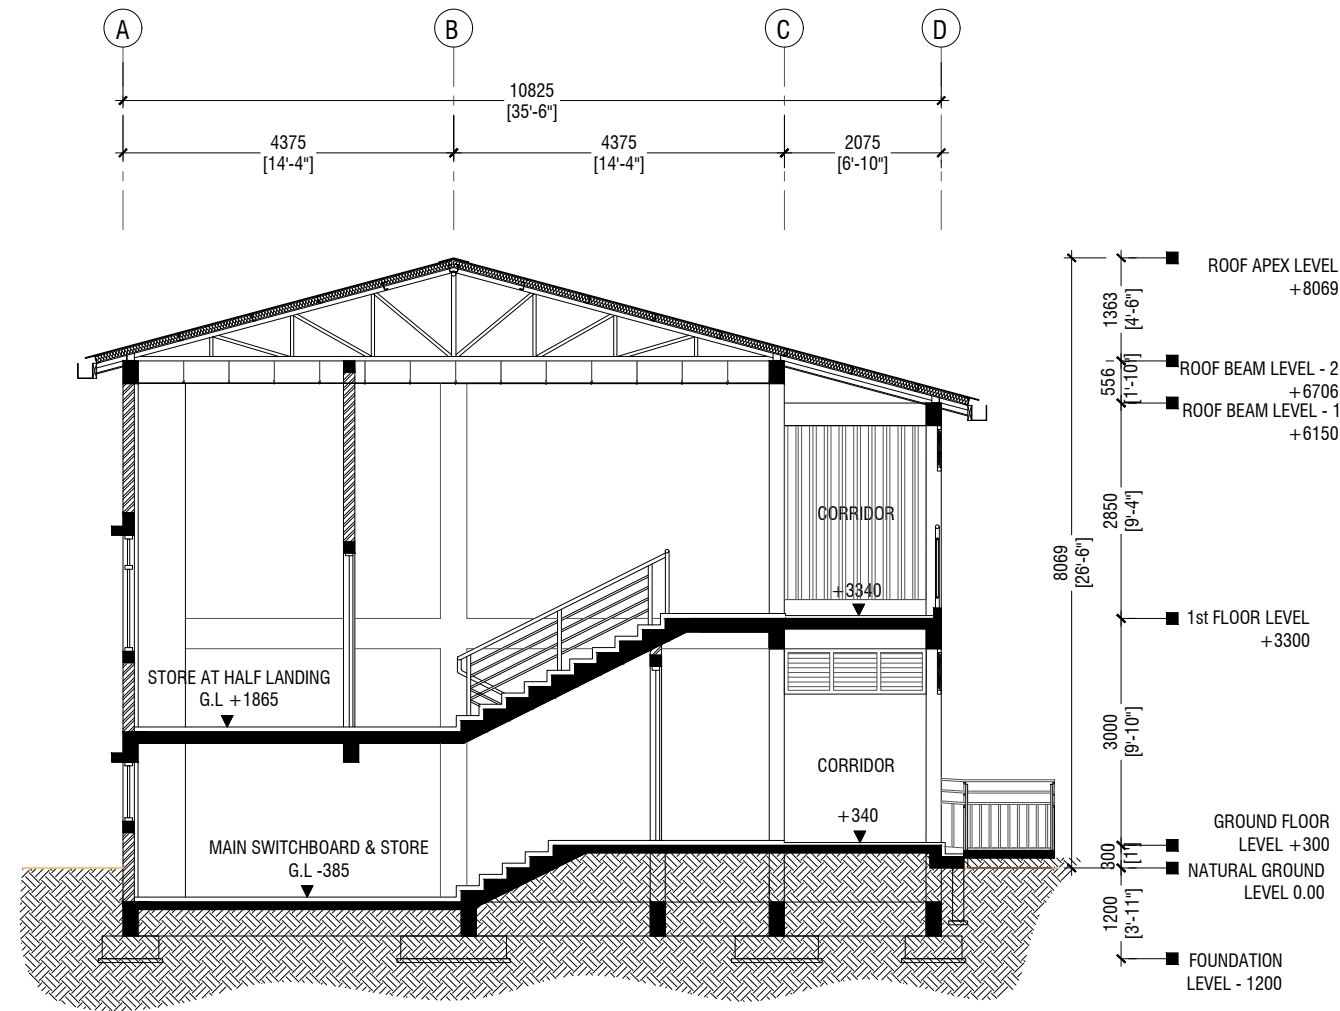 A B C D
10825
[35'-6"]
4375 4375 2075
[14'-4"] [14'-4"] [6'-10"]
ROOF APEX LEVEL
+8069
1363
[4'-6"]
ROOF BEAM LEVEL - 2
+6706
556
[1'-10"]
ROOF BEAM LEVEL - 1
+6150
CORRIDOR
2850
[9'-4"]
8069
[26'-6"]
+3340
1st FLOOR LEVEL
+3300
STORE AT HALF LANDING
G.L +1865
3000
[9'-10"]
CORRIDOR
+340
GROUND FLOOR
LEVEL +300
MAIN SWITCHBOARD & STORE
G.L -385
300
[1']
NATURAL GROUND
LEVEL 0.00
1200
[3'-11"]
FOUNDATION
LEVEL - 1200